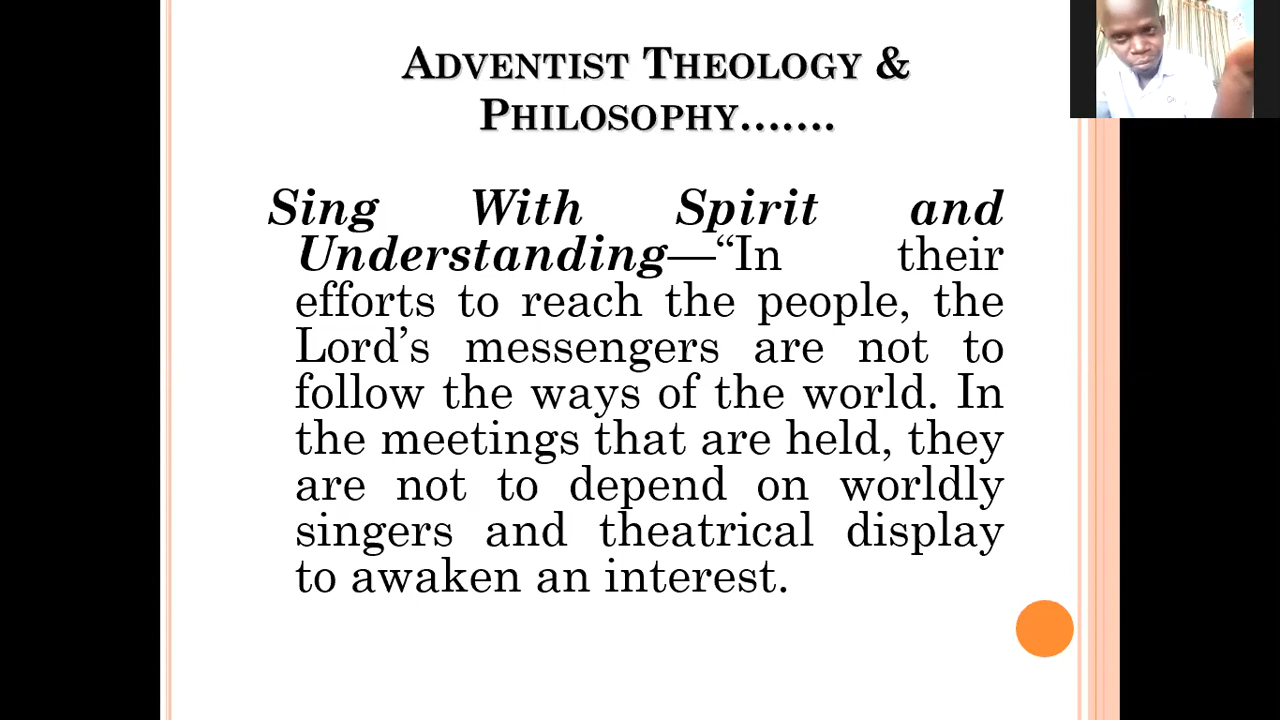 ADVENTIST THEOLOGY &
PHILOSOPHY…….
Sing With Spirit and
Understanding—“In their
efforts to reach the people, the
Lord’s messengers are not to
follow the ways of the world. In
the meetings that are held, they
are not to depend on worldly
singers and theatrical display
to awaken an interest.